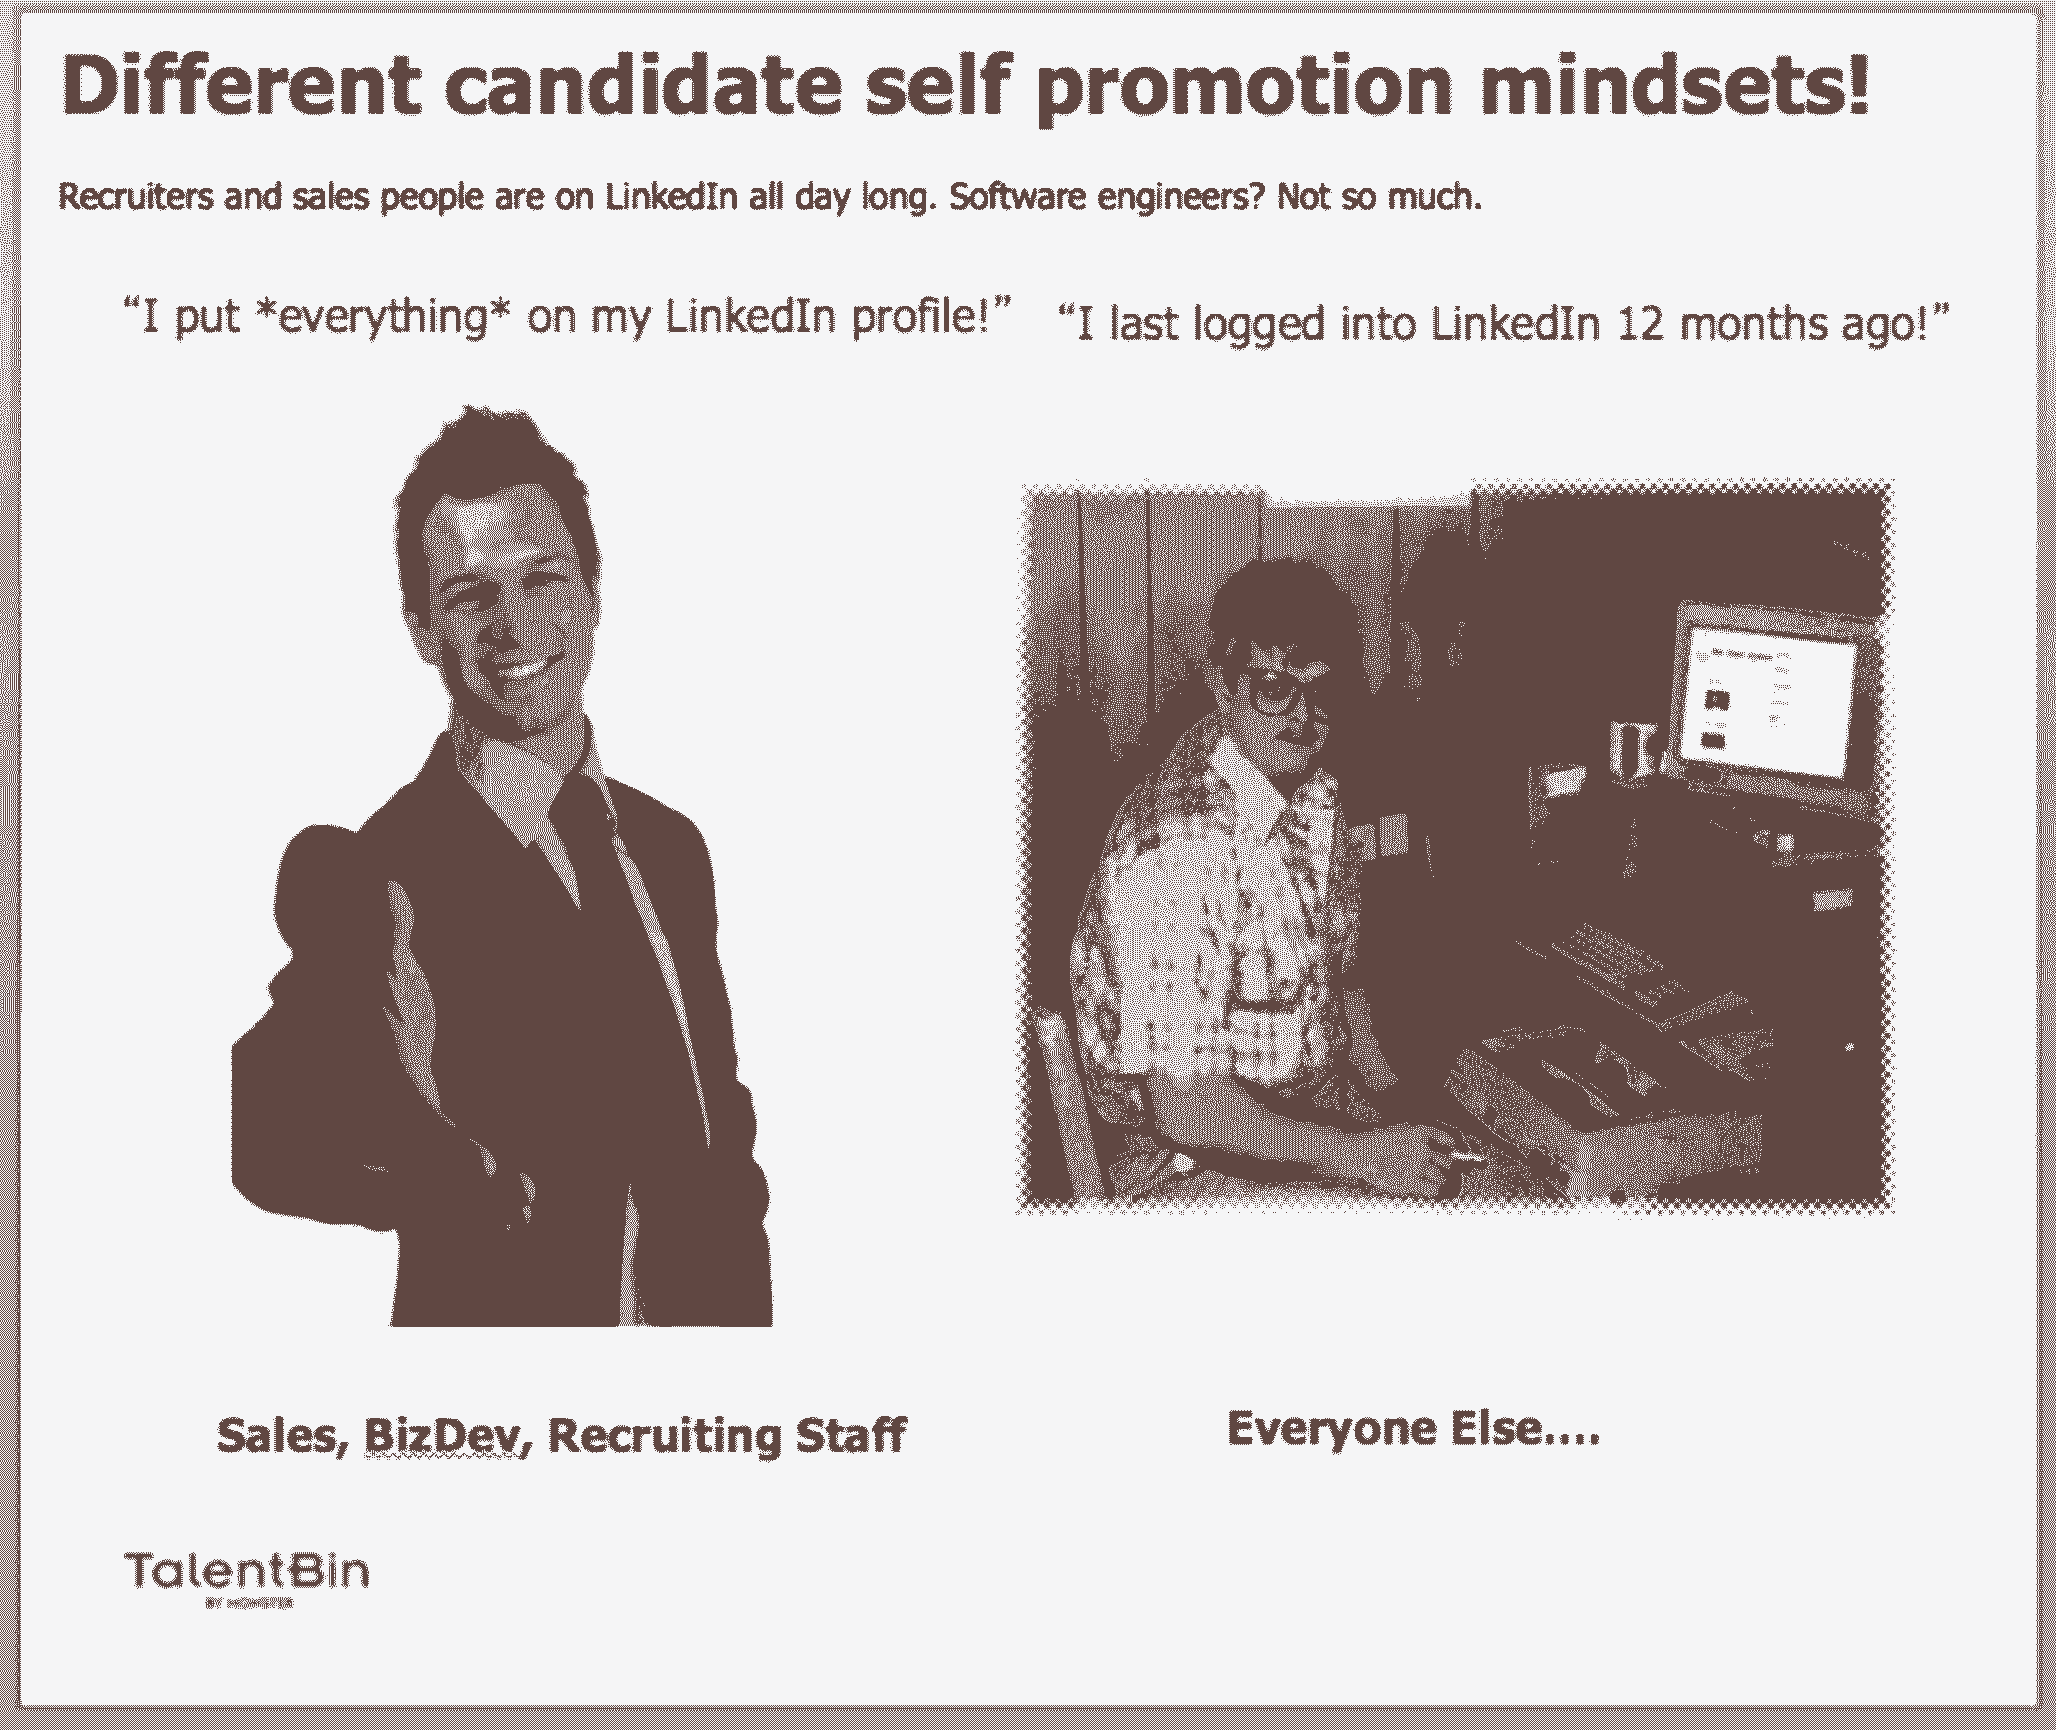 Different candidate self promotion mindsets!
Recruiters and sales people are on LinkedIn all day long. Software engineers? Not so much.
“I put *everything* on my LinkedIn profile!”
“I last logged into LinkedIn 12 months ago!”
Sales, BizDev, Recruiting Staff
Everyone Else....
TalentBin
BY MONSTER